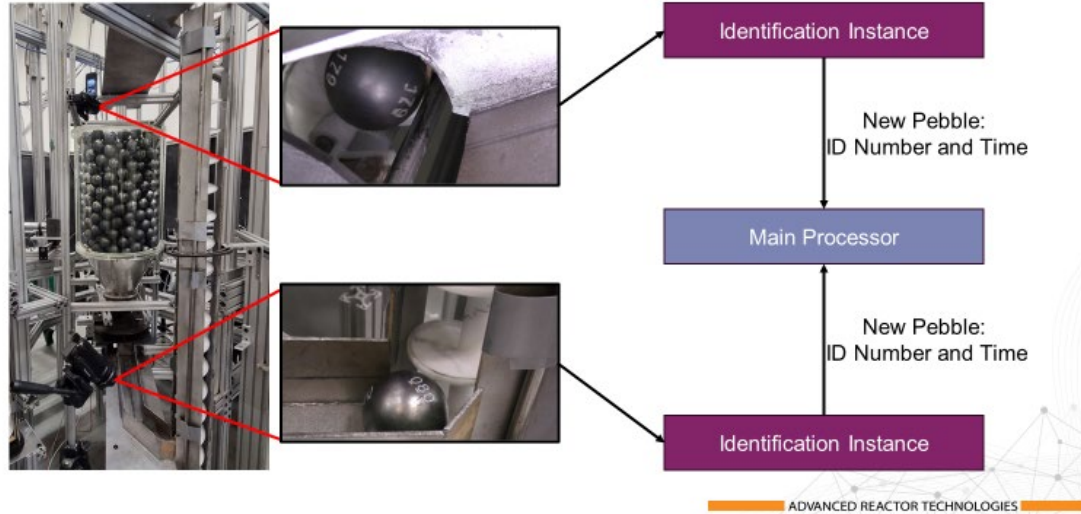 Identification Instance
New Pebble:
ID Number and Time
Main Processor
New Pebble:
ID Number and Time
Identification Instance
ADVANCED REACTOR TECHNOLOGIES